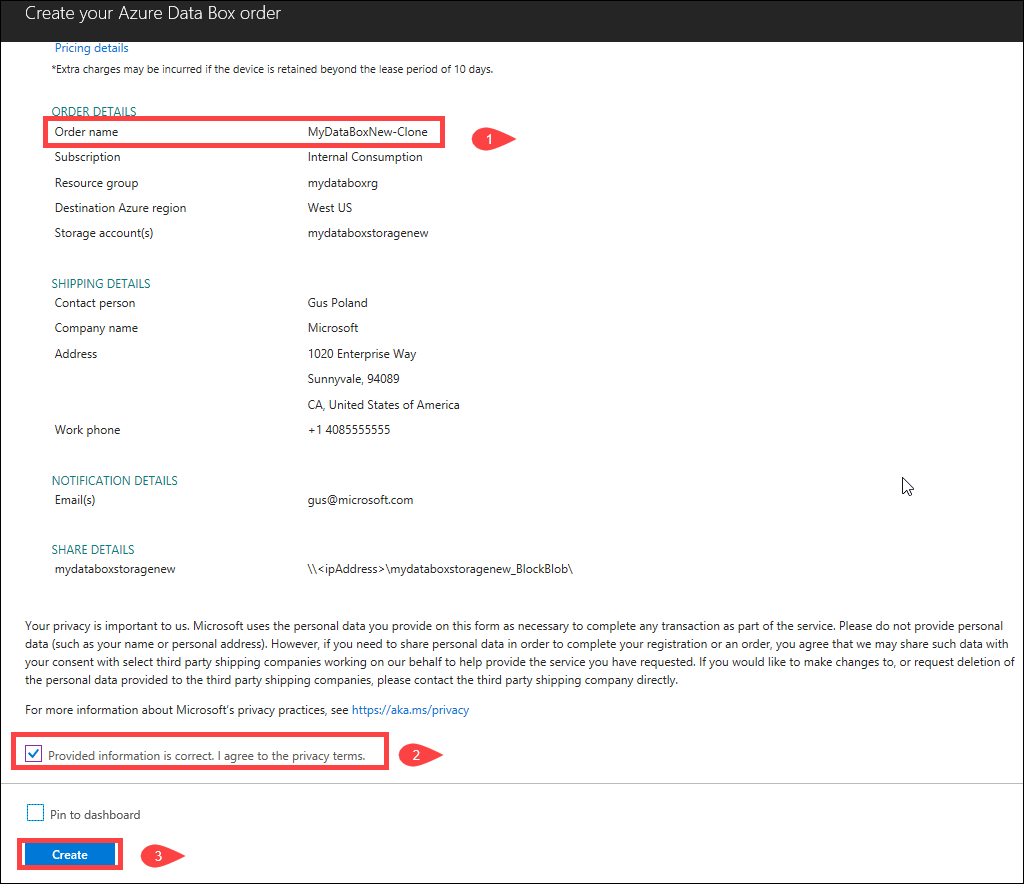 Create your Azure Data Box order
Pricing details
*Extra charges may be incurred if the device is retained beyond the lease period of 10 days.
ORDER DETAILS
Order name MyDataBoxNew-Clone
1
Subscription Internal Consumption
Resource group mydataboxrg
Destination Azure region West US
Storage account(s) mydataboxstoragenew
SHIPPING DETAILS
Contact person Gus Poland
Company name Microsoft
Address 1020 Enterprise Way
Sunnyvale, 94089
CA, United States of America
Work phone +1 4085555555
NOTIFICATION DETAILS
Email(s) gus@microsoft.com
SHARE DETAILS
mydataboxstoragenew \\<ipAddress>\mydataboxstoragenew_BlockBlob\
Your privacy is important to us. Microsoft uses the personal data you provide on this form as necessary to complete any transaction as part of the service. Please do not provide personal
data (such as your name or personal address). However, if you need to share personal data in order to complete your registration or an order, you agree that we may share such data with
your consent with select third party shipping companies working on our behalf to help provide the service you have requested. If you would like to make changes to, or request deletion of
the personal data provided to the third party shipping companies, please contact the third party shipping company directly.
For more information about Microsoft's privacy practices, see https://aka.ms/privacy
Provided information is correct. I agree to the privacy terms.
2
Pin to dashboard
Create
3